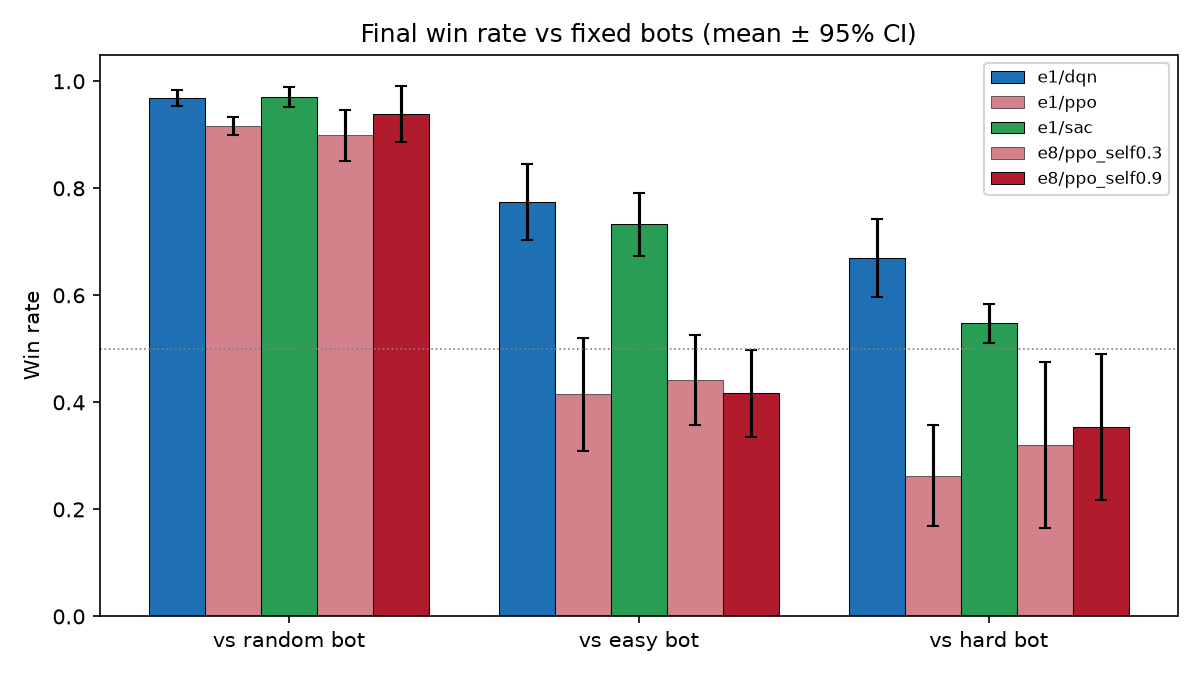 Final win rate vs fixed bots (mean ± 95% CI)
e1/dqn
e1/ppo
e1/sac
e8/ppo_self0.3
e8/ppo_self0.9
Win rate
1.0
0.8
0.6
0.4
0.2
0.0
vs random bot
vs easy bot
vs hard bot